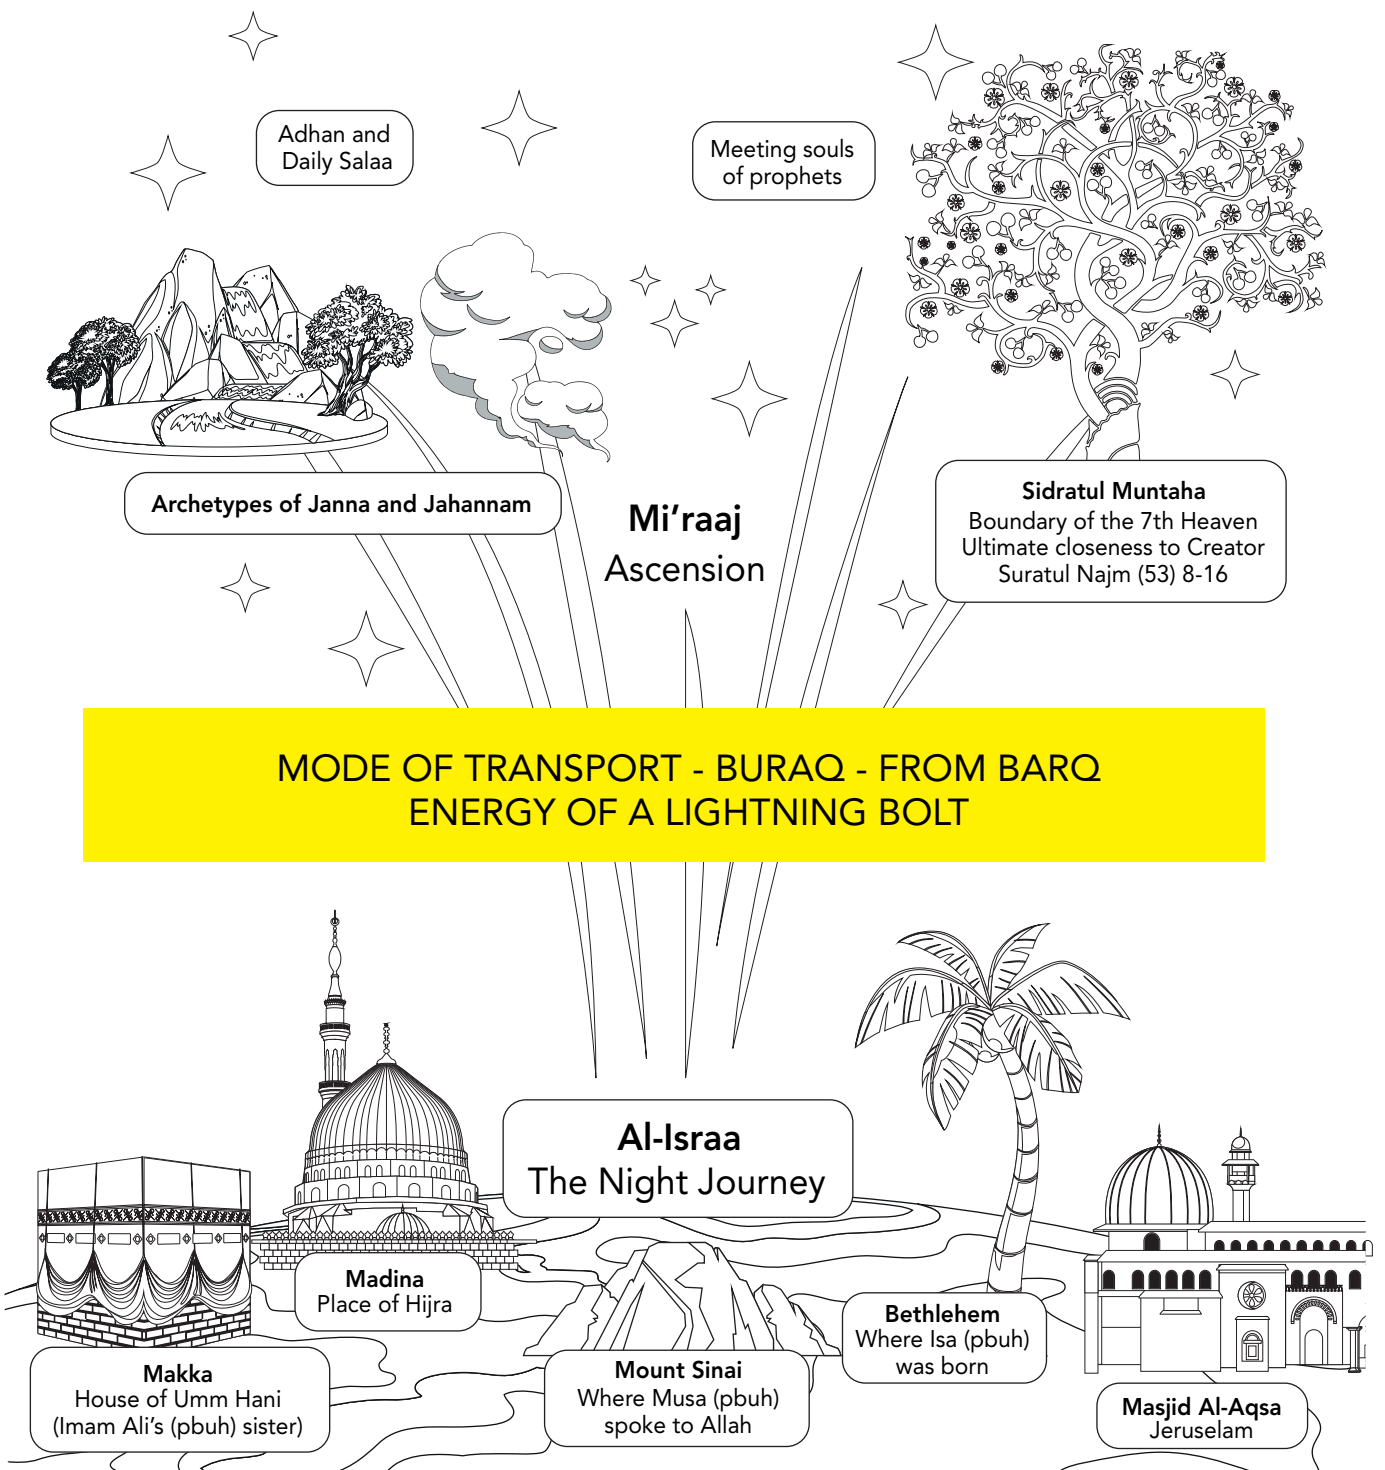 Adhan and
Daily Salaa
Meeting souls
of prophets
Archetypes of Janna and Jahannam
Mi’raaj
Ascension
Sidratul Muntaha
Boundary of the 7th Heaven
Ultimate closeness to Creator
Suratul Najm (53) 8-16
MODE OF TRANSPORT - BURAQ - FROM BARQ
ENERGY OF A LIGHTNING BOLT
Al-Israa
The Night Journey
Madina
Place of Hijra
Makka
House of Umm Hani
(Imam Ali’s (pbuh) sister)
Mount Sinai
Where Musa (pbuh)
spoke to Allah
Bethlehem
Where Isa (pbuh)
was born
Masjid Al-Aqsa
Jeruselam